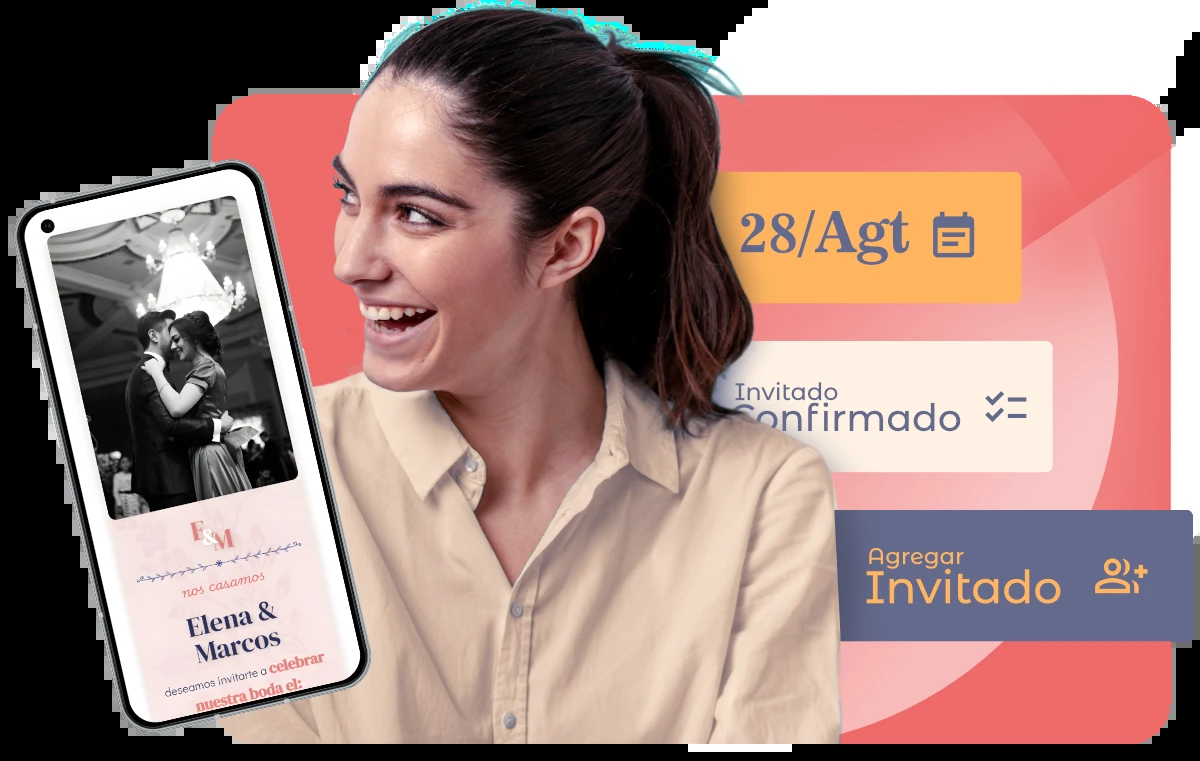 E&M
nos casamos
Elena &
Marcos
deseamos invitarte a celebrar
nuestra boda el:
28/Agt
Invitado
Confirmado
Agregar
Invitado